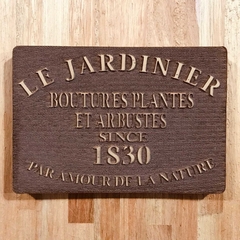 LE JARDINIER
BOUTURES PLANTES
ET ARBUSTES
SINCE
1830
PAR AMOUR DE LA NATURE